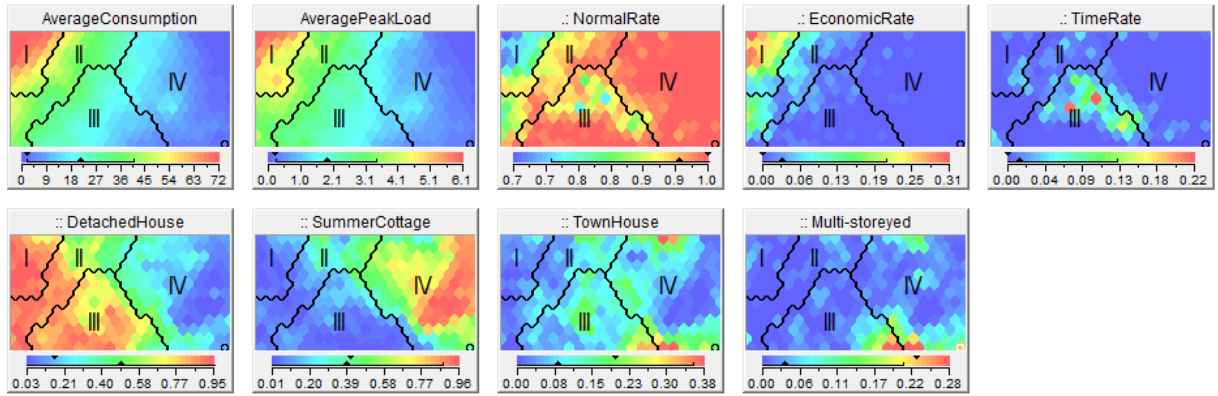 AverageConsumption
I II III IV
0 9 18 27 36 45 54 63 72
AveragePeakLoad
I II III IV
0.0 1.0 2.1 3.1 4.1 5.1 6.1
.: NormalRate
I II III IV
0.7 0.7 0.8 0.8 0.9 0.9 1.0
.: EconomicRate
I II III IV
0.00 0.06 0.13 0.19 0.25 0.31
.: TimeRate
I II III IV
0.00 0.04 0.09 0.13 0.18 0.22
:: DetachedHouse
I II III IV
0.03 0.21 0.40 0.58 0.77 0.95
:: SummerCottage
I II III IV
0.01 0.20 0.39 0.58 0.77 0.96
:: TownHouse
I II III IV
0.00 0.08 0.15 0.23 0.30 0.38
:: Multi-storeyed
I II III IV
0.00 0.06 0.11 0.17 0.22 0.28